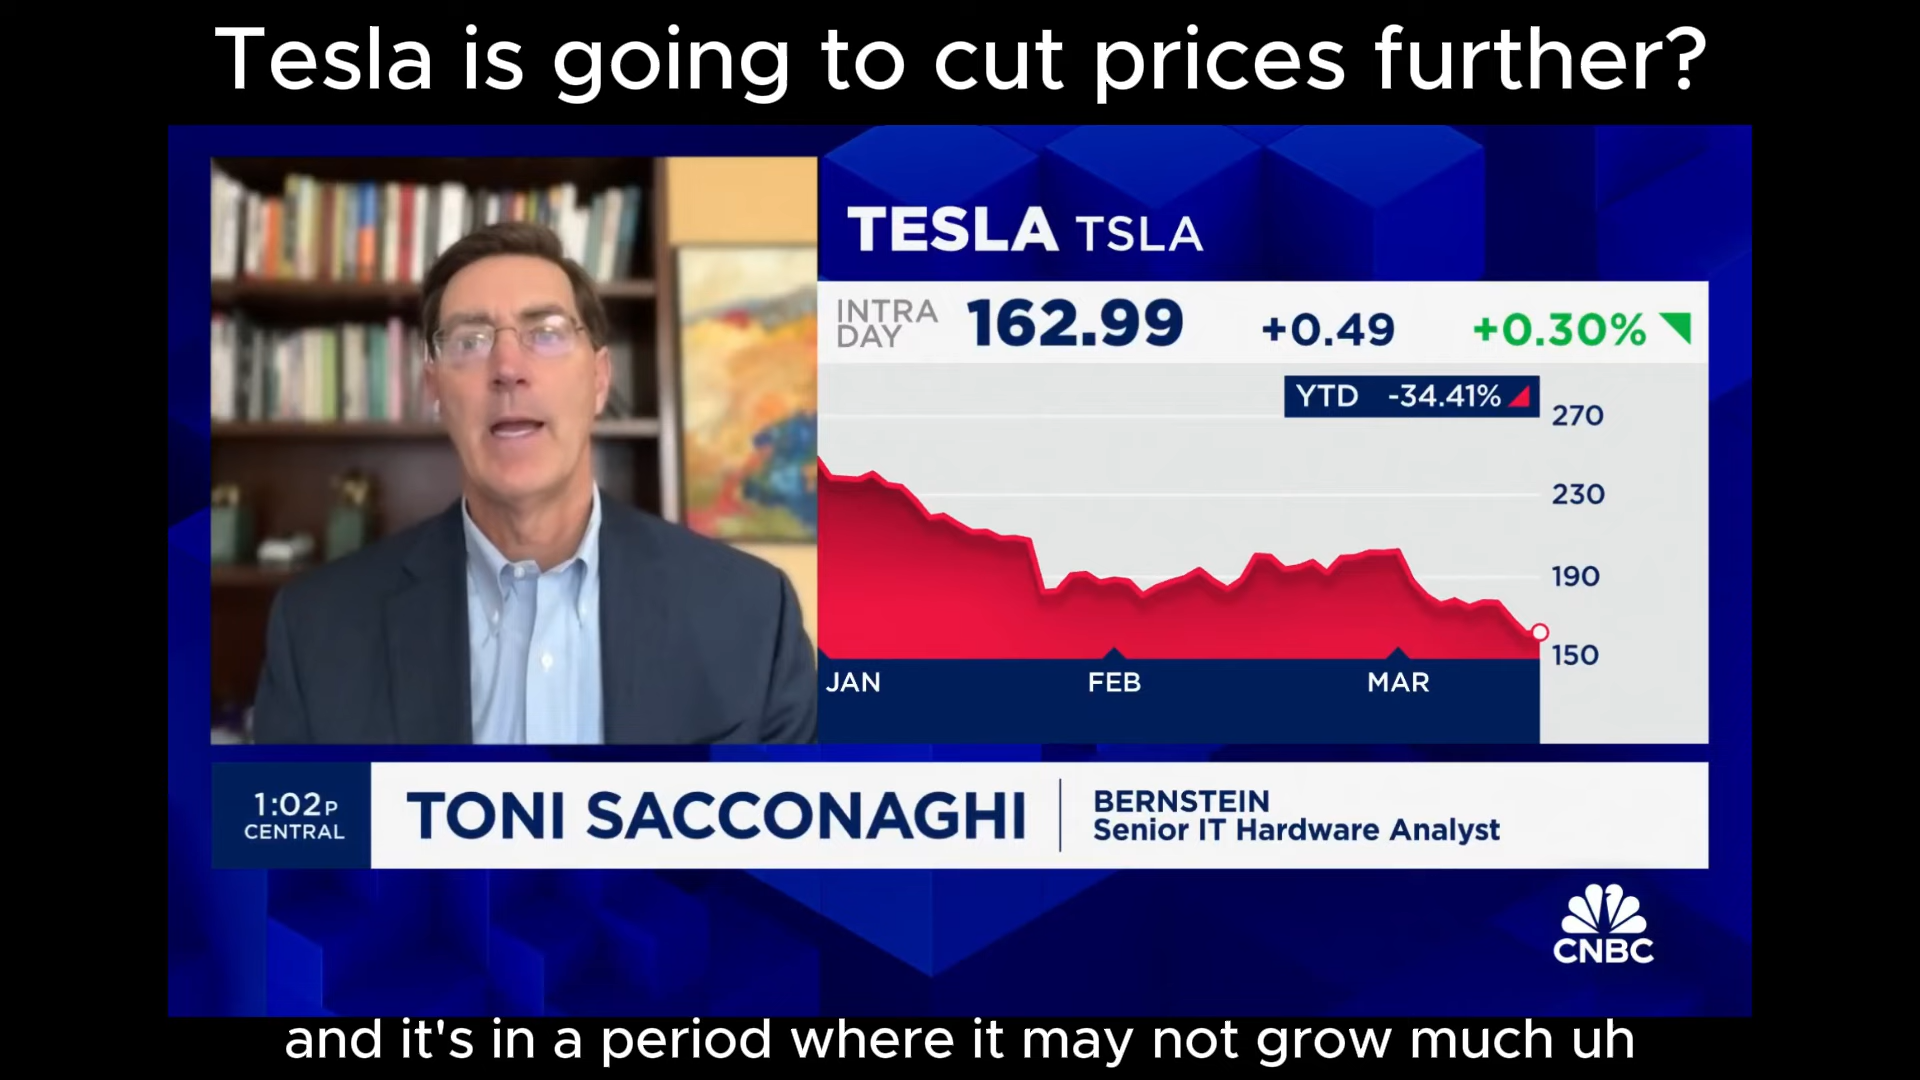 Tesla is going to cut prices further?
TESLA TSLA
INTRA
DAY
162.99
+0.49
+0.30%
YTD -34.41%
270
230
190
150
JAN
FEB
MAR
1:02P
CENTRAL
TONI SACCONAGHI
BERNSTEIN
Senior IT Hardware Analyst
CNBC
and it's in a period where it may not grow much uh